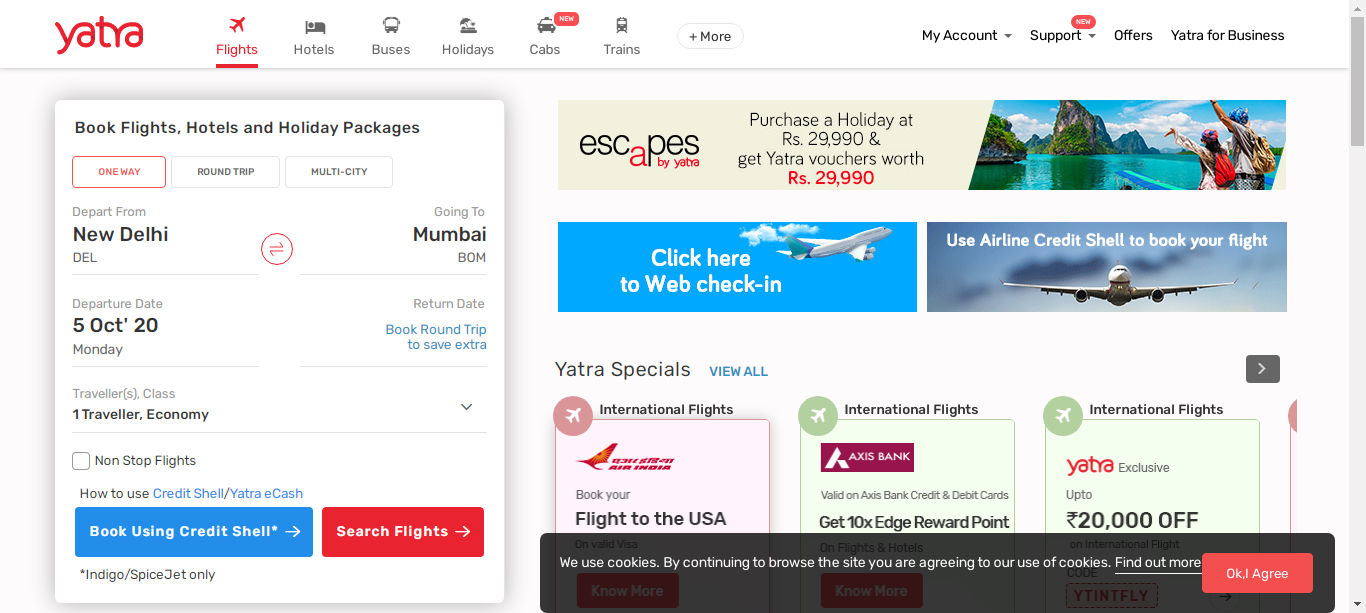 yatra
Flights
Hotels
Buses
Holidays
NEW
Cabs
Trains
+ More
My Account
NEW
Support
Offers
Yatra for Business
Book Flights, Hotels and Holiday Packages
ONE WAY
ROUND TRIP
MULTI-CITY
Depart From
New Delhi
DEL
Going To
Mumbai
BOM
Departure Date
5 Oct' 20
Monday
Return Date
Book Round Trip
to save extra
Traveller(s), Class
1 Traveller, Economy
Non Stop Flights
How to use Credit Shell/Yatra eCash
Book Using Credit Shell*
Search Flights
*Indigo/SpiceJet only
escapes
by yatra
Purchase a Holiday at
Rs. 29,990 &
get Yatra vouchers worth
Rs. 29,990
Click here
to Web check-in
Use Airline Credit Shell to book your flight
Yatra Specials VIEW ALL
International Flights
एअर इंडिया
AIR INDIA
Book your
Flight to the USA
On valid Visa
Know More
International Flights
AXIS BANK
Valid on Axis Bank Credit & Debit Cards
Get 10x Edge Reward Point
On Flights & Hotels
Know More
International Flights
yatra Exclusive
Upto
₹20,000 OFF
on International Flight
CODE
YTINTFLY
We use cookies. By continuing to browse the site you are agreeing to our use of cookies. Find out more
Ok,I Agree